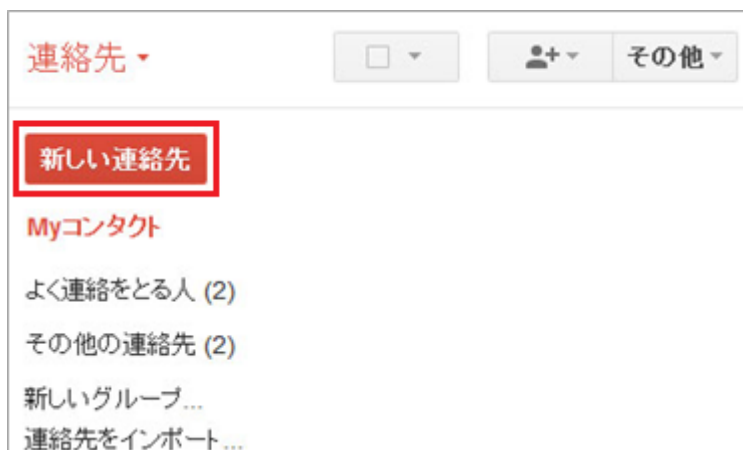 連絡先
その他
新しい連絡先
Myコンタクト
よく連絡をとる人 (2)
その他の連絡先 (2)
新しいグループ...
連絡先をインポート...